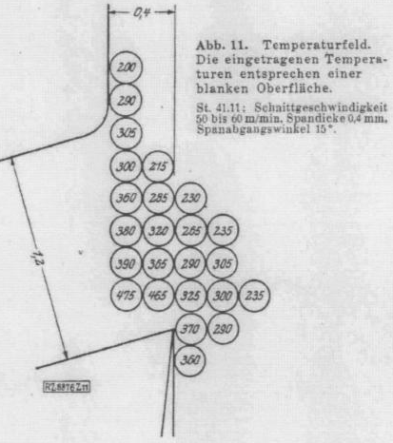 0,4
Abb. 11. Temperaturfeld.
Die eingetragenen Tempera-
turen entsprechen einer
blanken Oberfläche.
St. 41.11; Schnittgeschwindigkeit
50 bis 60 m/min, Spandicke 0,4 mm,
Spanabgangswinkel 15°.
200
290
305
300 215
360 285 230
380 320 265 235
390 365 290 305
475 465 325 300 235
370 280
360
1,2